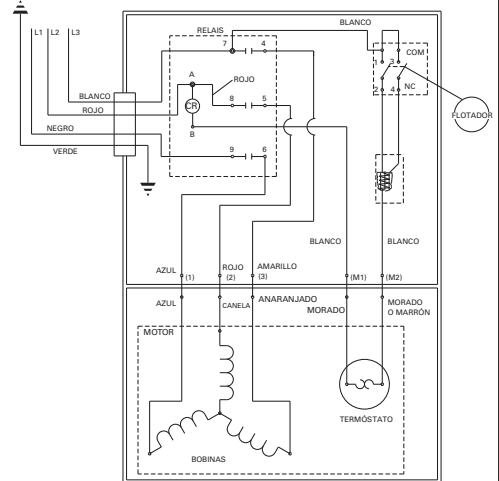 BLANCO
RELAIS
L1 L2 L3
7 4
COM
1 3
A
ROJO
BLANCO
2 4 NC
CR
8 5
ROJO
FLOTADOR
B
NEGRO
9 6
VERDE
BLANCO BLANCO
AZUL (1)
ROJO (2)
AMARILLO (3)
(M1) (M2)
AZUL
CANELA
ANARANJADO
MORADO
MORADO
O MARRÓN
MOTOR
TERMÓSTATO
BOBINAS